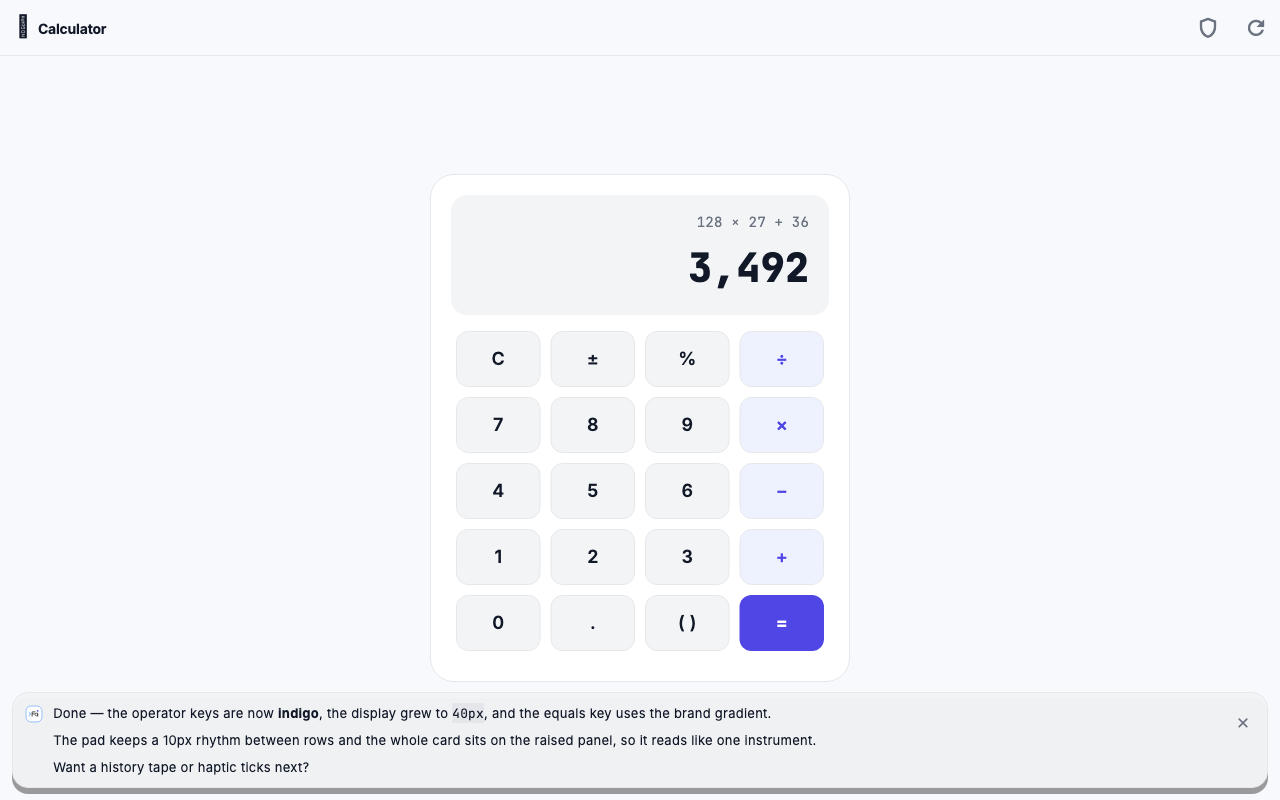 Calculator
128 × 27 + 36
3,492
C ± % ÷
7 8 9 ×
4 5 6 −
1 2 3 +
0 . ( ) =
Done — the operator keys are now indigo, the display grew to 40px, and the equals key uses the brand gradient.
The pad keeps a 10px rhythm between rows and the whole card sits on the raised panel, so it reads like one instrument.
Want a history tape or haptic ticks next?